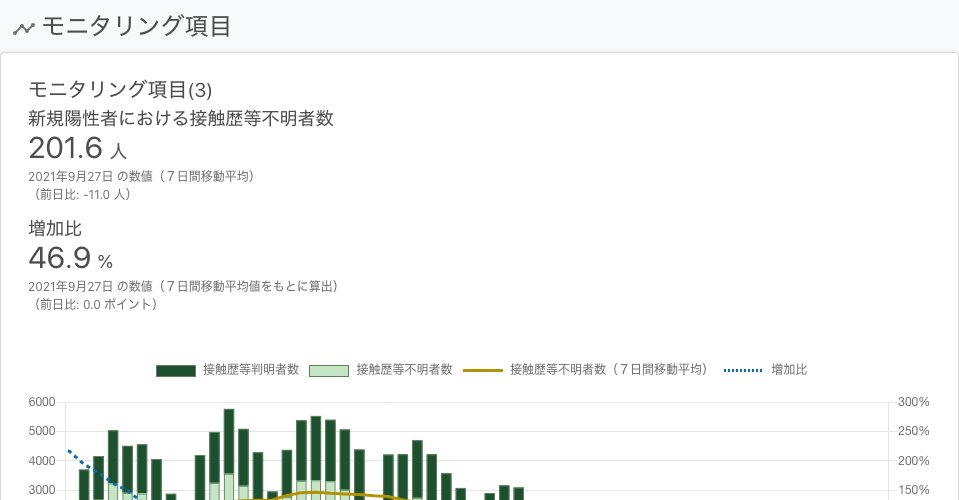 モニタリング項目
モニタリング項目(3)
新規陽性者における接触歴等不明者数
201.6 人
2021年9月27日 の数値（７日間移動平均）
（前日比: -11.0 人）
増加比
46.9 %
2021年9月27日 の数値（７日間移動平均値をもとに算出）
（前日比: 0.0 ポイント）
接触歴等判明者数 接触歴等不明者数 接触歴等不明者数（７日間移動平均） 増加比
6000 300%
5000 250%
4000 200%
3000 150%